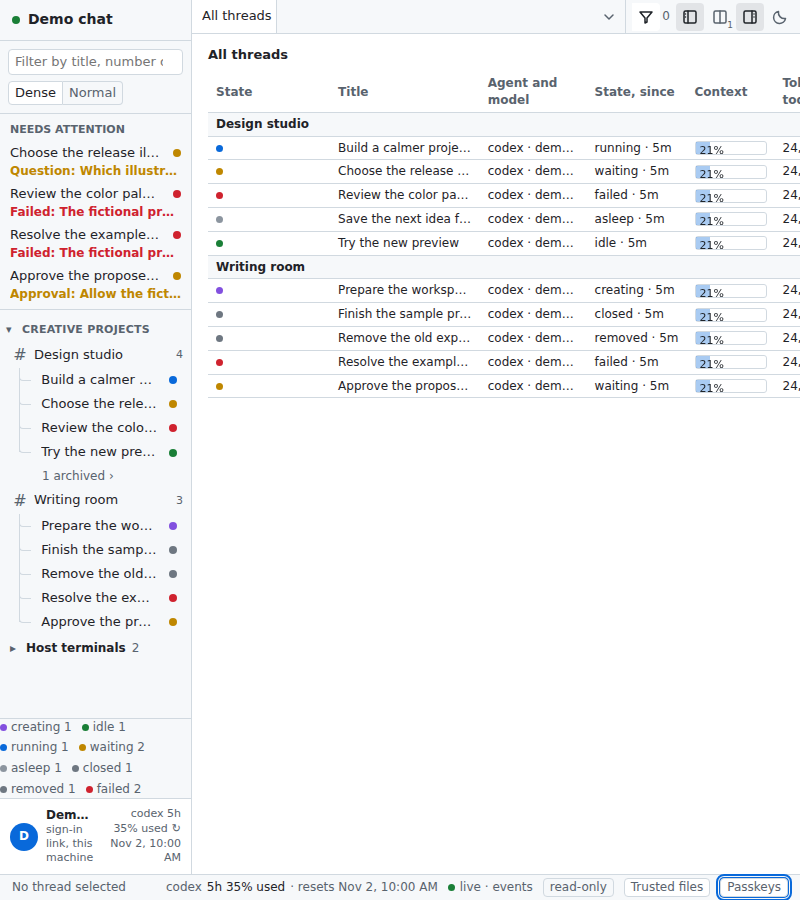 Demo chat
Filter by title, number c
Dense Normal
NEEDS ATTENTION
Choose the release il…
Question: Which illustr…
Review the color pal…
Failed: The fictional pr…
Resolve the example…
Failed: The fictional pr…
Approve the propose…
Approval: Allow the fict…
▾ CREATIVE PROJECTS
# Design studio 4
Build a calmer …
Choose the rele…
Review the colo…
Try the new pre…
1 archived ›
# Writing room 3
Prepare the wo…
Finish the samp…
Remove the old…
Resolve the ex…
Approve the pr…
▸ Host terminals 2
creating 1 idle 1
running 1 waiting 2
asleep 1 closed 1
removed 1 failed 2
D
Dem…
sign-in
link, this
machine
codex 5h
35% used ↻
Nov 2, 10:00
AM
All threads
0
1
All threads
State Title Agent and model State, since Context
Design studio
Build a calmer proje… codex · dem… running · 5m 21% 24,
Choose the release … codex · dem… waiting · 5m 21% 24,
Review the color pa… codex · dem… failed · 5m 21% 24,
Save the next idea f… codex · dem… asleep · 5m 21% 24,
Try the new preview codex · dem… idle · 5m 21% 24,
Writing room
Prepare the worksp… codex · dem… creating · 5m 21% 24,
Finish the sample pr… codex · dem… closed · 5m 21% 24,
Remove the old exp… codex · dem… removed · 5m 21% 24,
Resolve the exampl… codex · dem… failed · 5m 21% 24,
Approve the propos… codex · dem… waiting · 5m 21% 24,
No thread selected
codex 5h 35% used · resets Nov 2, 10:00 AM live · events read-only Trusted files Passkeys